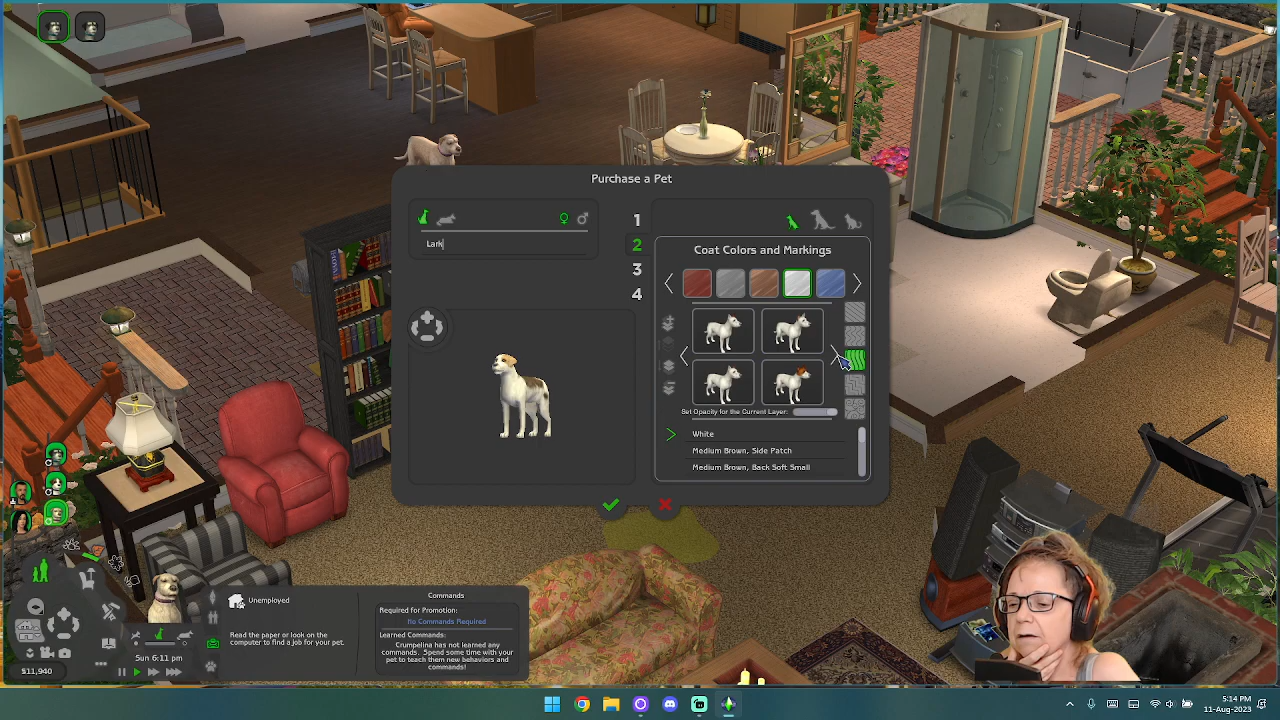 Purchase a Pet
Lark
1
2
3
4
Coat Colors and Markings
Set Opacity for the Current Layer:
White
Medium Brown, Side Patch
Medium Brown, Back Soft Small
Unemployed
Read the paper or look on the
computer to find a job for your pet.
Commands
Required for Promotion:
No Commands Required
Learned Commands:
Crumpelina has not learned any
commands. Spend some time with your
pet to teach them new behaviors and
commands!
Sun 6:11 pm
$11,940
5:14 PM
11-Aug-2023